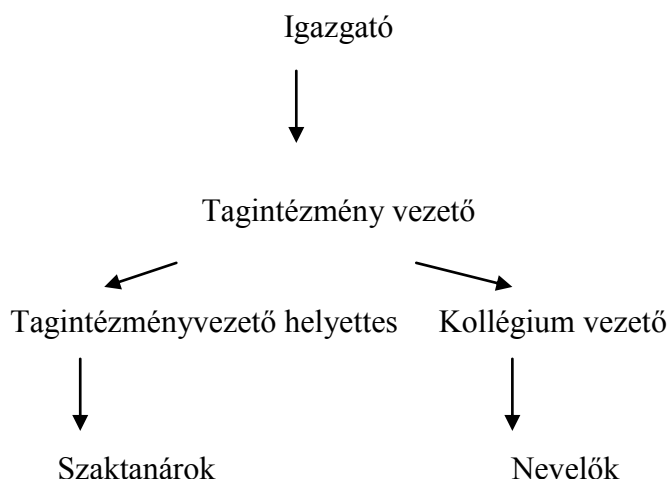 Igazgató
Tagintézmény vezető
Tagintézményvezető helyettes
Kollégium vezető
Szaktanárok
Nevelők